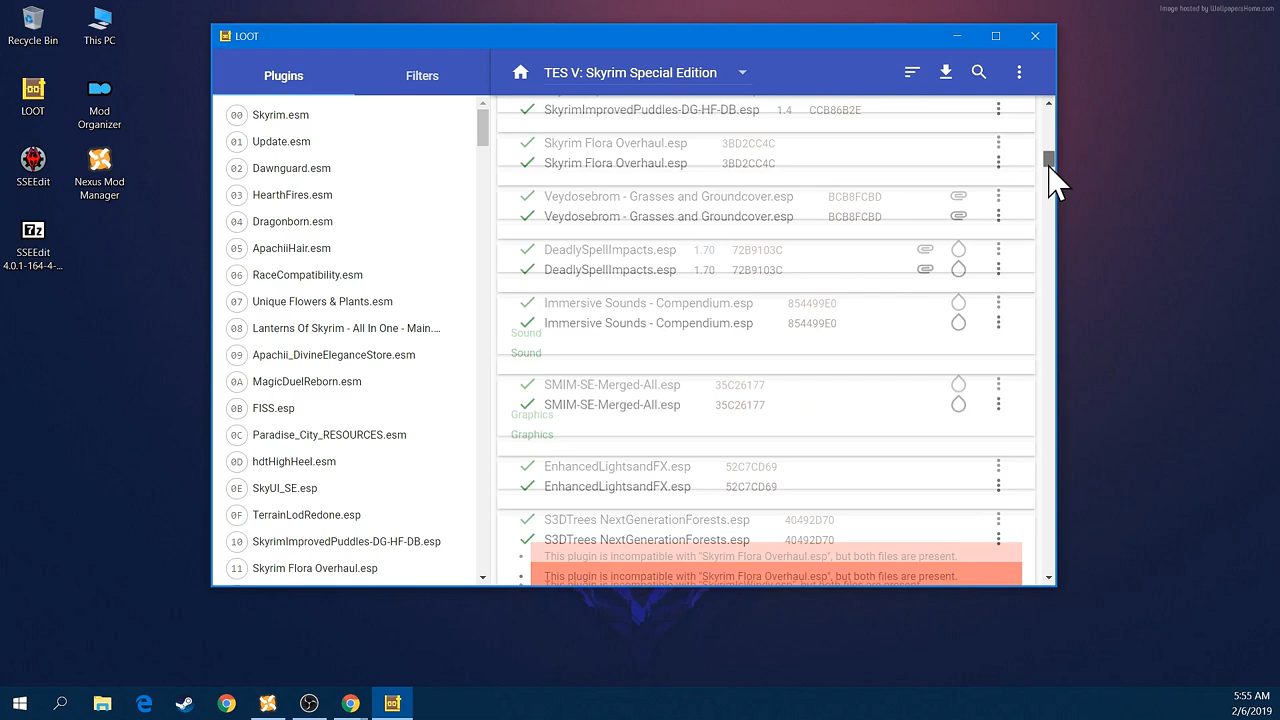 Image hosted by WallpapersHome.com
Recycle Bin
This PC
LOOT
Mod Organizer
SSEEdit
Nexus Mod Manager
7z
SSEEdit 4.0.1-164-4-...
LOOT
Plugins
Filters
TES V: Skyrim Special Edition
00 Skyrim.esm
01 Update.esm
02 Dawnguard.esm
03 HearthFires.esm
04 Dragonborn.esm
05 ApachiiHair.esm
06 RaceCompatibility.esm
07 Unique Flowers & Plants.esm
08 Lanterns Of Skyrim - All In One - Main....
09 Apachii_DivineEleganceStore.esm
0A MagicDuelReborn.esm
0B FISS.esp
0C Paradise_City_RESOURCES.esm
0D hdtHighHeel.esm
0E SkyUI_SE.esp
0F TerrainLodRedone.esp
10 SkyrimImprovedPuddles-DG-HF-DB.esp
11 Skyrim Flora Overhaul.esp
SkyrimImprovedPuddles-DG-HF-DB.esp 1.4 CCB86B2E
Skyrim Flora Overhaul.esp 3BD2CC4C
Skyrim Flora Overhaul.esp 3BD2CC4C
Veydosebrom - Grasses and Groundcover.esp BCB8FCBD
Veydosebrom - Grasses and Groundcover.esp BCB8FCBD
DeadlySpellImpacts.esp 1.70 72B9103C
DeadlySpellImpacts.esp 1.70 72B9103C
Immersive Sounds - Compendium.esp 854499E0
Immersive Sounds - Compendium.esp 854499E0
Sound
Sound
SMIM-SE-Merged-All.esp 35C26177
SMIM-SE-Merged-All.esp 35C26177
Graphics
Graphics
EnhancedLightsandFX.esp 52C7CD69
EnhancedLightsandFX.esp 52C7CD69
S3DTrees NextGenerationForests.esp 40492D70
S3DTrees NextGenerationForests.esp 40492D70
This plugin is incompatible with "Skyrim Flora Overhaul.esp", but both files are present.
This plugin is incompatible with "Skyrim Flora Overhaul.esp", but both files are present.
5:55 AM
2/6/2019